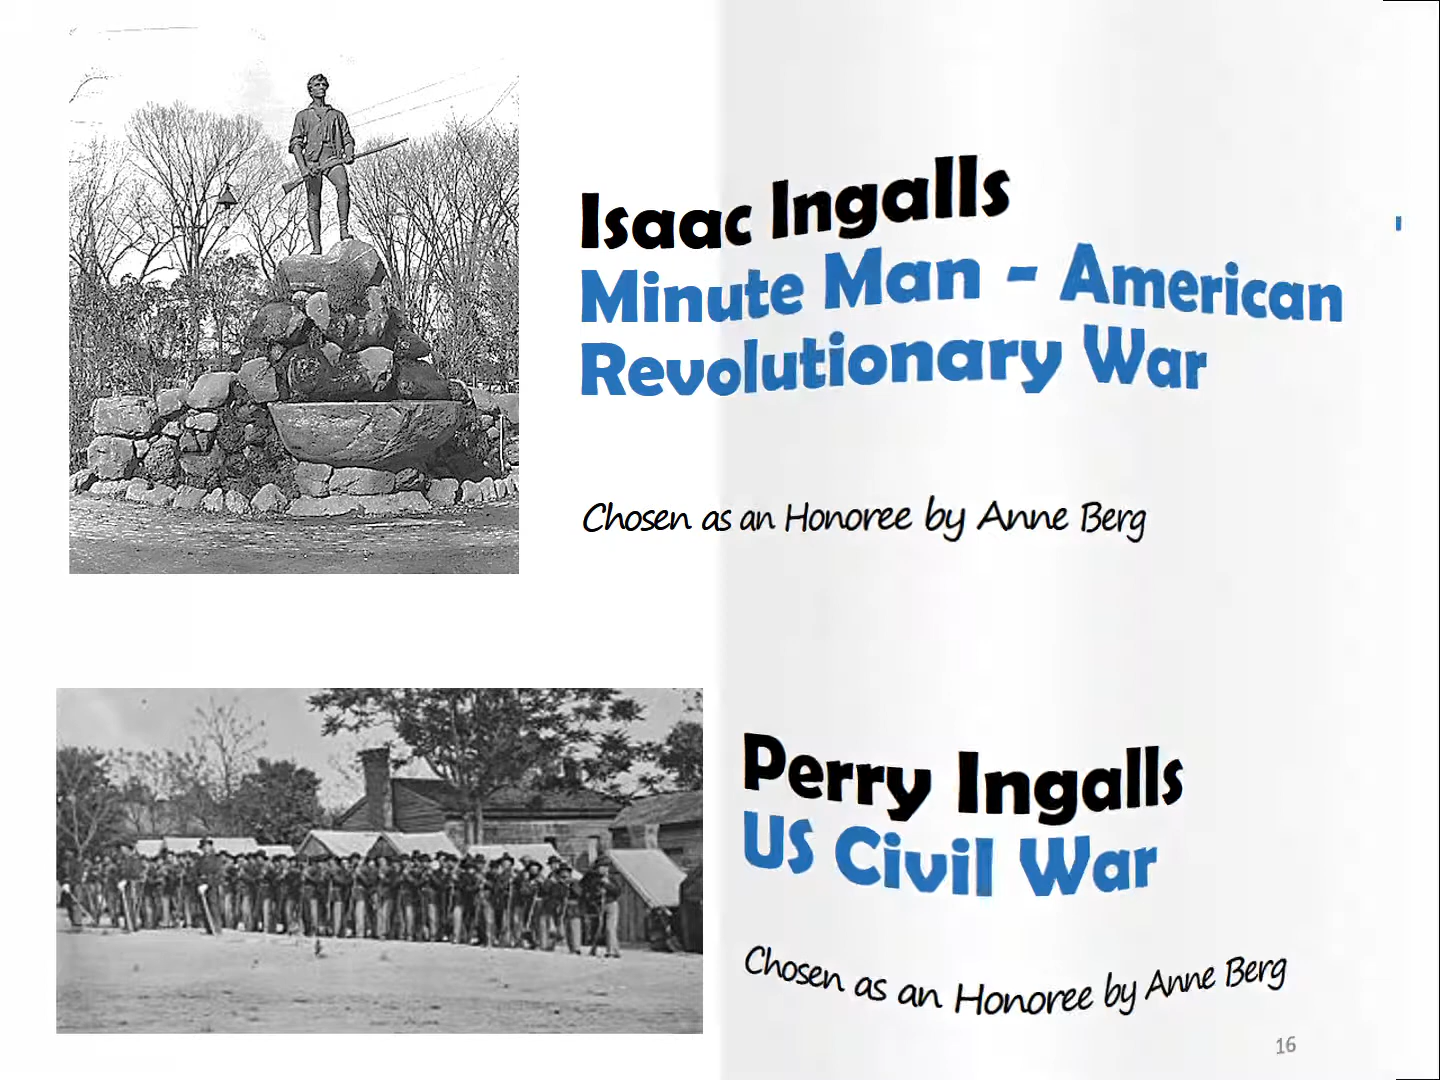 Isaac Ingalls
Minute Man - American
Revolutionary War
Chosen as an Honoree by Anne Berg
Perry Ingalls
US Civil War
Chosen as an Honoree by Anne Berg
16